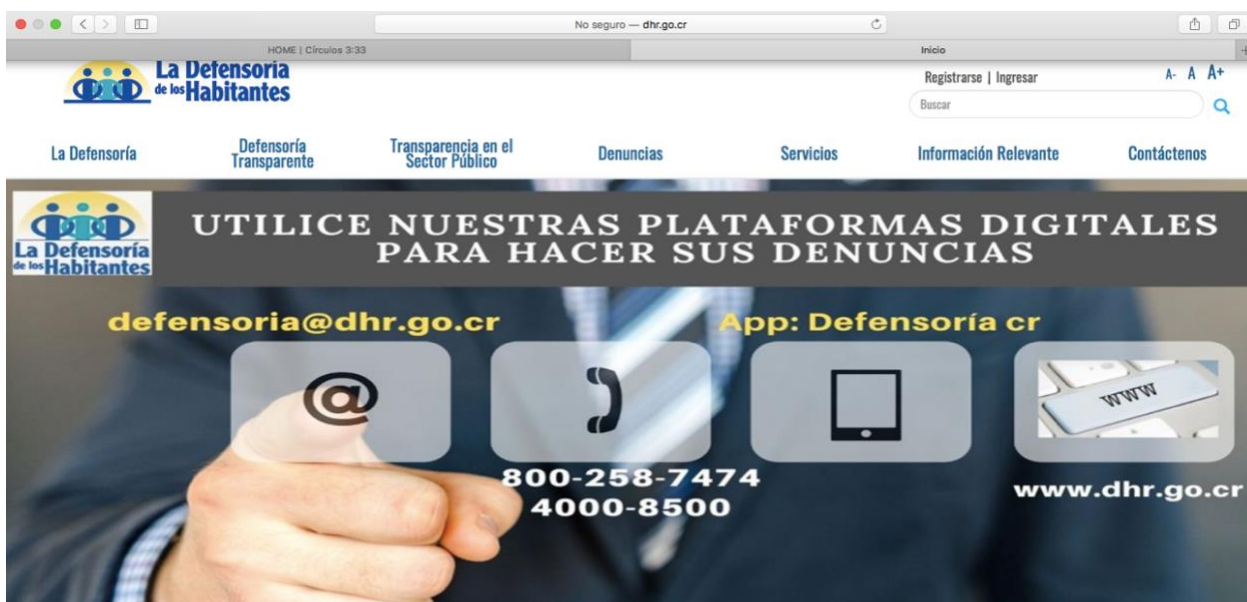 No seguro — dhr.go.cr
HOME | Círculos 3:33
Inicio
La Defensoría
de los Habitantes
Registrarse | Ingresar
A- A A+
Buscar
La Defensoría
Defensoría
Transparente
Transparencia en el
Sector Público
Denuncias
Servicios
Información Relevante
Contáctenos
La Defensoría
de los Habitantes
UTILICE NUESTRAS PLATAFORMAS DIGITALES
PARA HACER SUS DENUNCIAS
defensoria@dhr.go.cr
App: Defensoría cr
@
WWW
800-258-7474
4000-8500
www.dhr.go.cr